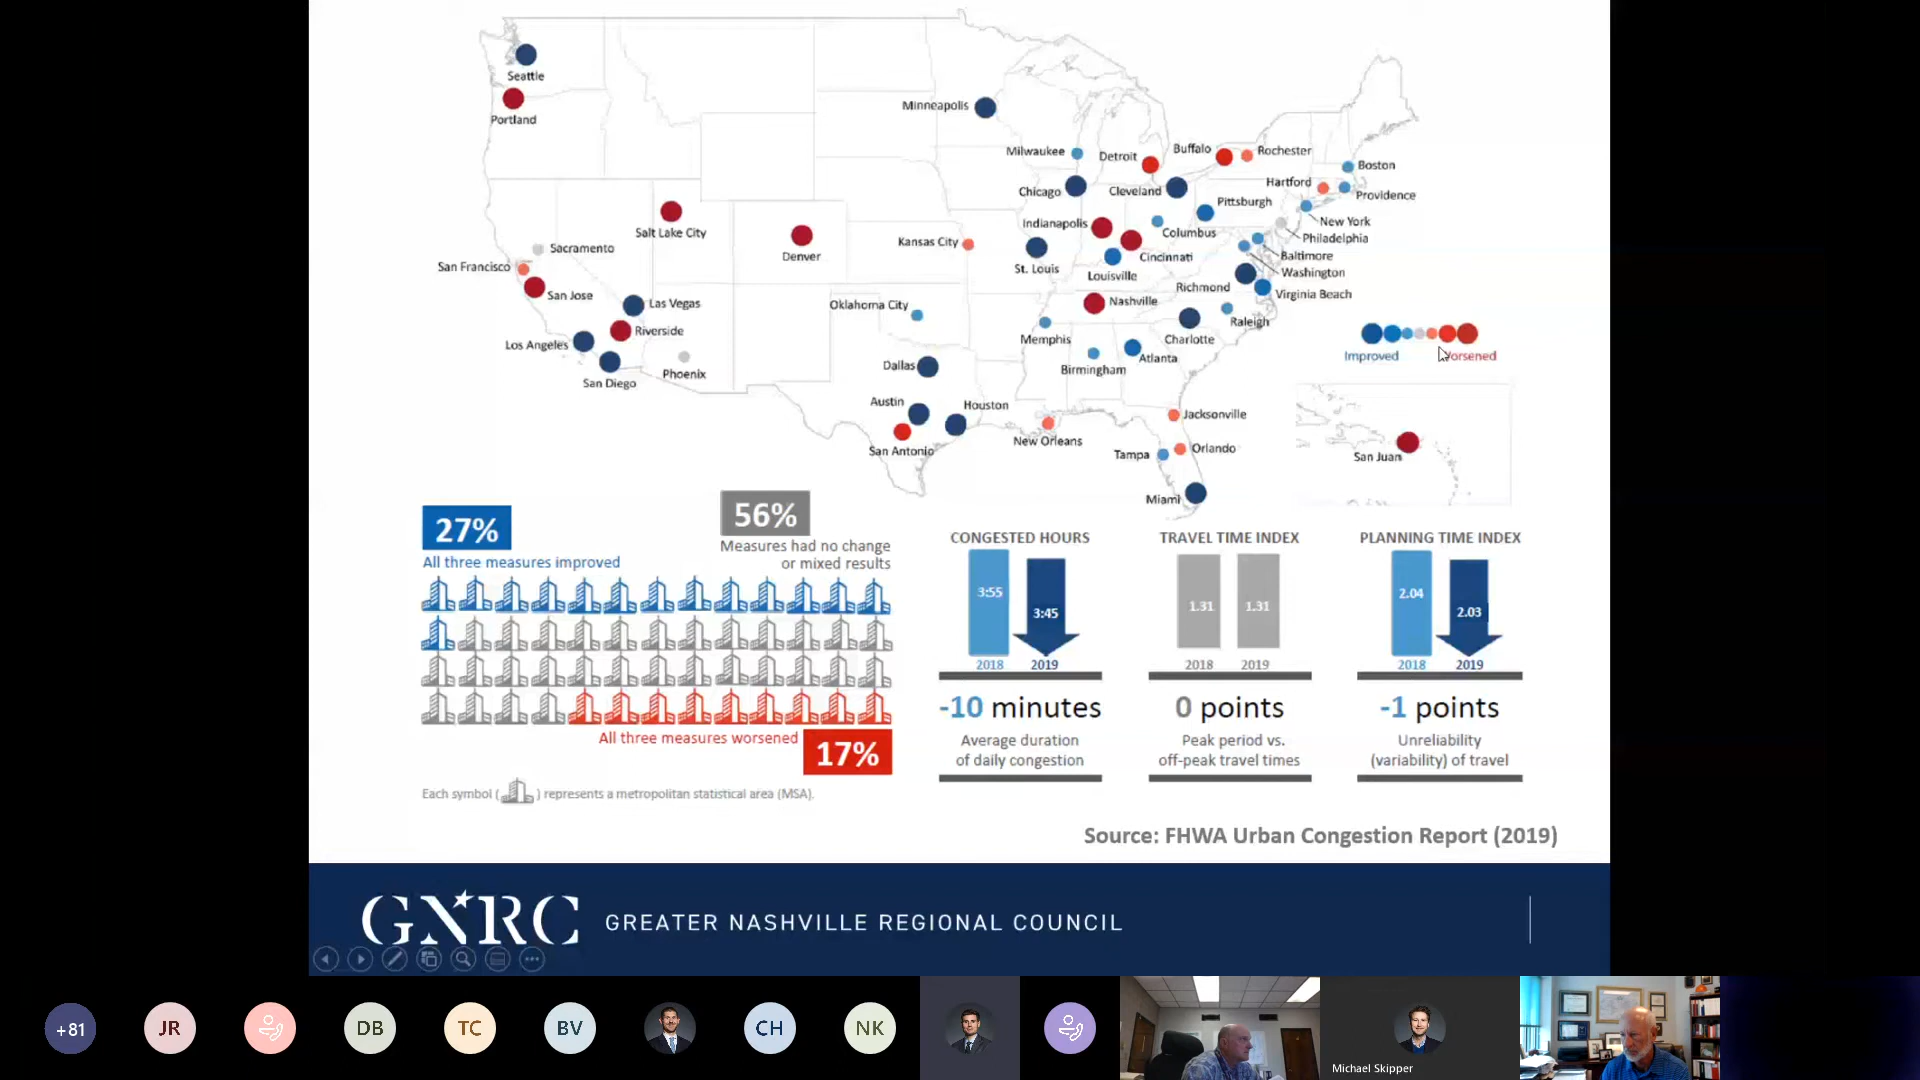 Seattle
Portland
Minneapolis
Milwaukee
Detroit
Buffalo
Rochester
Boston
Chicago
Cleveland
Hartford
Providence
Pittsburgh
Salt Lake City
Indianapolis
Columbus
New York
Philadelphia
Sacramento
Denver
Kansas City
Cincinnati
Baltimore
San Francisco
St. Louis
Louisville
Washington
San Jose
Las Vegas
Richmond
Virginia Beach
Oklahoma City
Nashville
Riverside
Raleigh
Los Angeles
Memphis
Charlotte
Improved
Worsened
San Diego
Phoenix
Dallas
Birmingham
Atlanta
Austin
Houston
Jacksonville
San Antonio
New Orleans
Tampa
Orlando
San Juan
Miami
27%
All three measures improved
56%
Measures had no change
or mixed results
All three measures worsened
17%
Each symbol ( ) represents a metropolitan statistical area (MSA).
CONGESTED HOURS
3:55
3:45
2018 2019
-10 minutes
Average duration
of daily congestion
TRAVEL TIME INDEX
1.31 1.31
2018 2019
0 points
Peak period vs.
off-peak travel times
PLANNING TIME INDEX
2.04
2.03
2018 2019
-1 points
Unreliability
(variability) of travel
Source: FHWA Urban Congestion Report (2019)
GNRC GREATER NASHVILLE REGIONAL COUNCIL
+81 JR DB TC BV CH NK
Michael Skipper